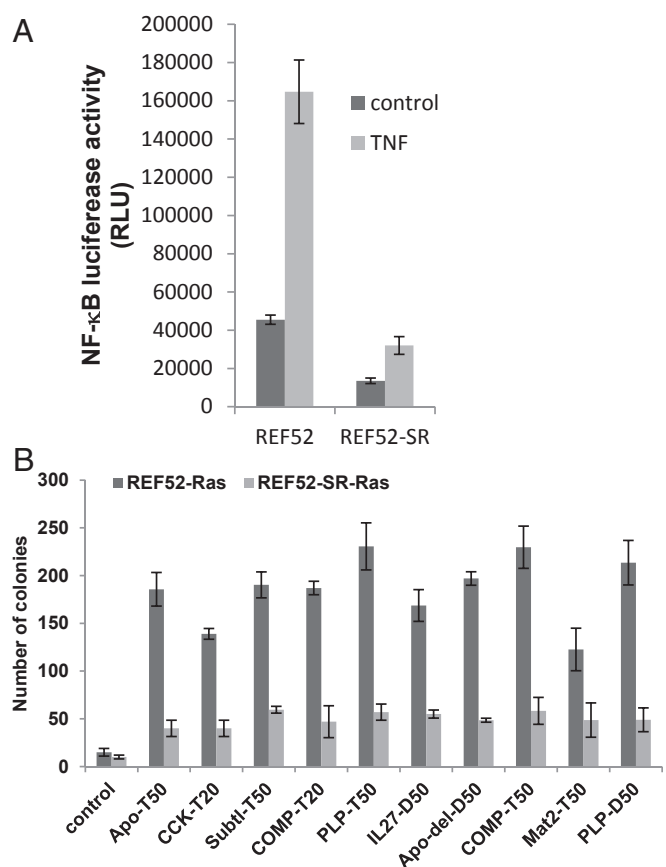 A
NF-κB luciferease activity
(RLU)
200000
180000
160000
140000
120000
100000
80000
60000
40000
20000
0
control
TNF
REF52
REF52-SR
B
REF52-Ras
REF52-SR-Ras
Number of colonies
300
250
200
150
100
50
0
control
Apo-T50
CCK-T20
Subtl-T50
COMP-T20
PLP-T50
IL27-D50
Apo-del-D50
COMP-T50
Mat2-T50
PLP-D50